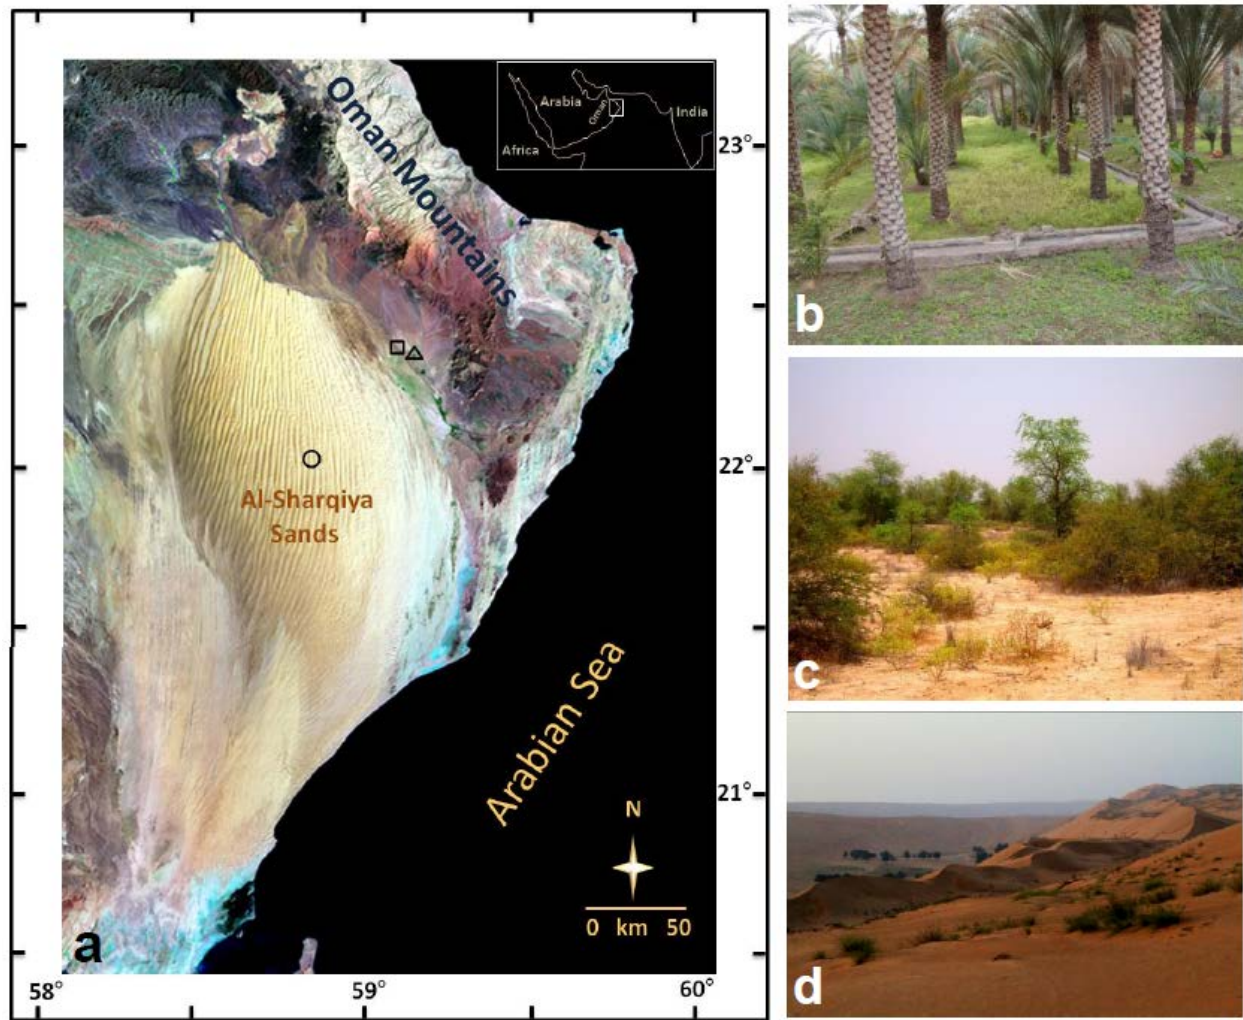 Oman Mountains
Arabia
Oman
India
Africa
23°
22°
21°
Al-Sharqiya
Sands
Arabian Sea
N
0 km 50
a
58°
59°
60°
b
c
d